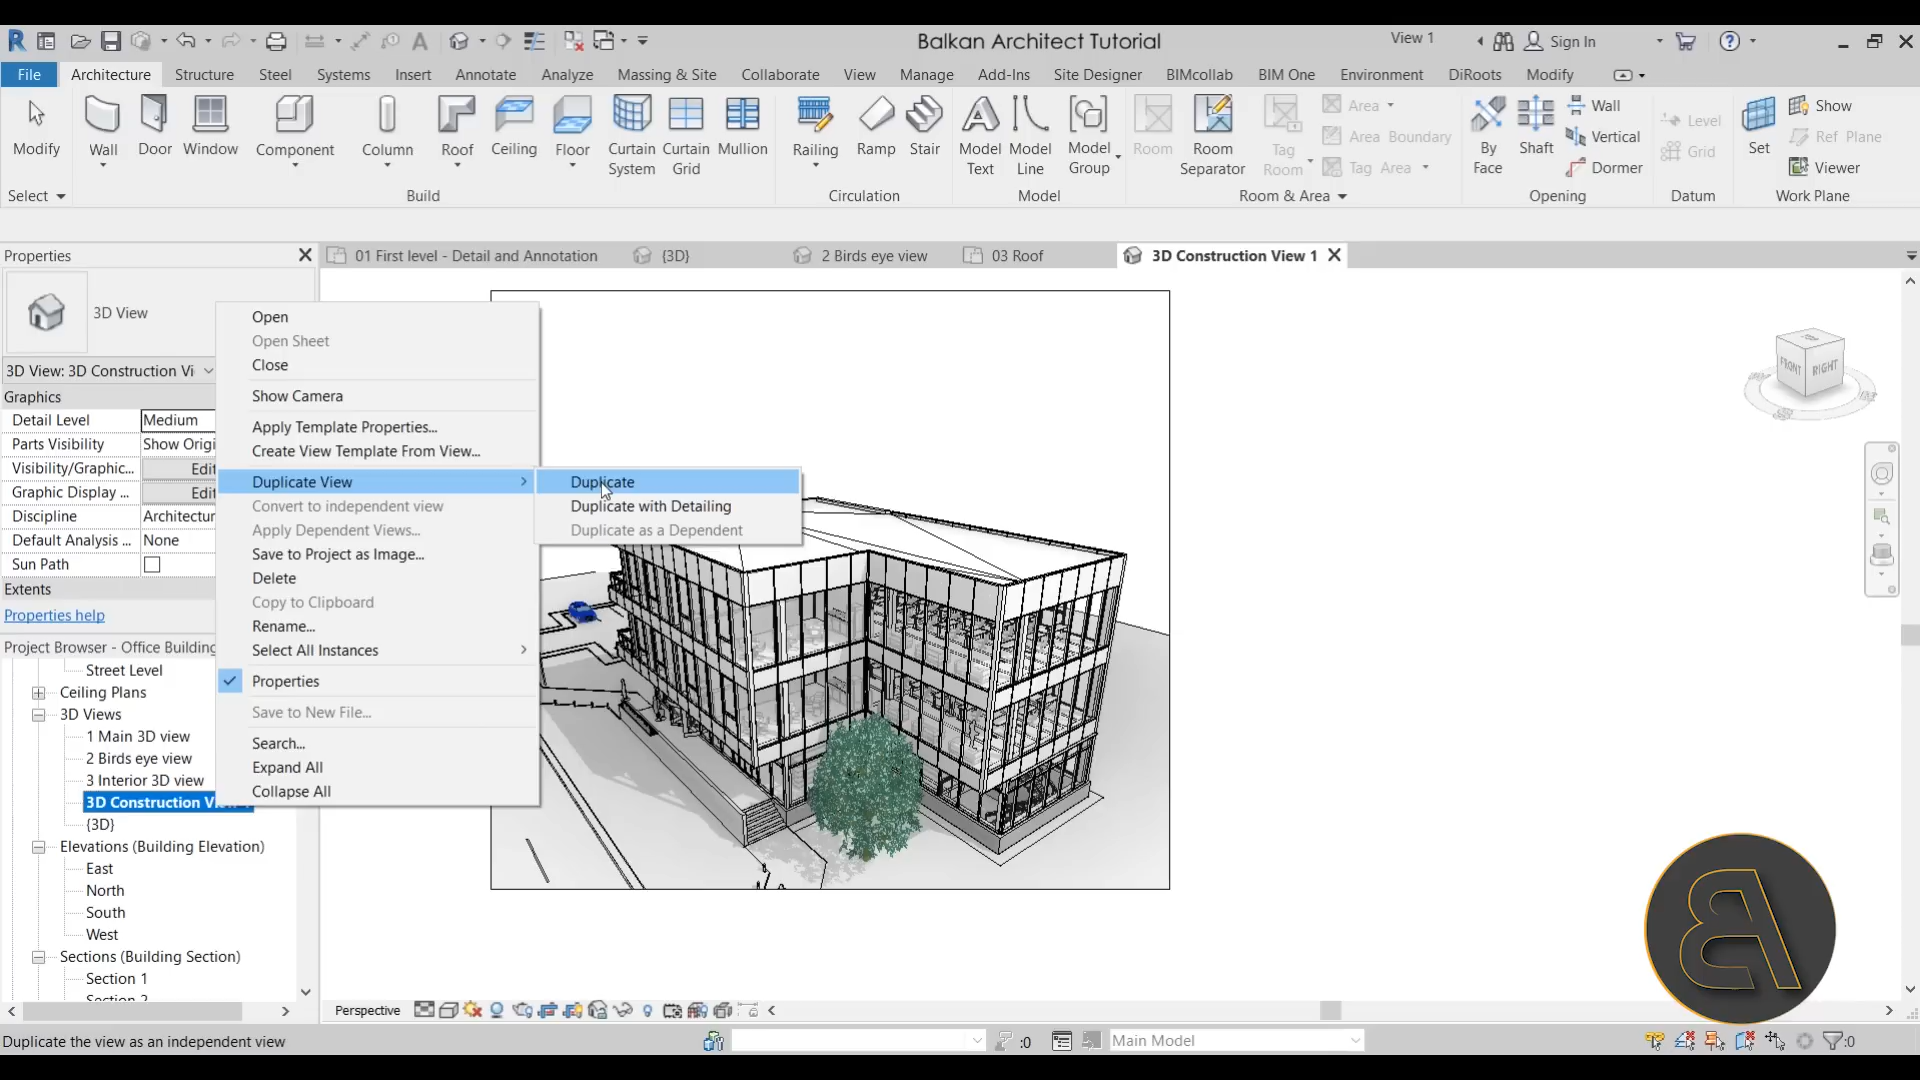 Balkan Architect Tutorial
View 1
Sign In
File
Architecture
Structure
Steel
Systems
Insert
Annotate
Analyze
Massing & Site
Collaborate
View
Manage
Add-Ins
Site Designer
BIMcollab
BIM One
Environment
DiRoots
Modify
Modify
Wall
Door
Window
Component
Column
Roof
Ceiling
Floor
Curtain
System
Curtain
Grid
Mullion
Railing
Ramp
Stair
Model
Text
Model
Line
Model
Group
Room
Room
Separator
Tag
Room
Area
Area Boundary
Tag Area
By
Face
Shaft
Wall
Vertical
Dormer
Level
Grid
Set
Show
Ref Plane
Viewer
Select
Build
Circulation
Model
Room & Area
Opening
Datum
Work Plane
Properties
01 First level - Detail and Annotation
{3D}
2 Birds eye view
03 Roof
3D Construction View 1
3D View
3D View: 3D Construction Vi
Graphics
Detail Level
Medium
Parts Visibility
Show Origi
Visibility/Graphic...
Edit
Graphic Display ...
Edit
Discipline
Architectur
Default Analysis ...
None
Sun Path
Extents
Properties help
Project Browser - Office Building
Street Level
Ceiling Plans
3D Views
1 Main 3D view
2 Birds eye view
3 Interior 3D view
3D Construction V
{3D}
Elevations (Building Elevation)
East
North
South
West
Sections (Building Section)
Section 1
Section 2
Open
Open Sheet
Close
Show Camera
Apply Template Properties...
Create View Template From View...
Duplicate View
Convert to independent view
Apply Dependent Views...
Save to Project as Image...
Delete
Copy to Clipboard
Rename...
Select All Instances
Properties
Save to New File...
Search...
Expand All
Collapse All
Duplicate
Duplicate with Detailing
Duplicate as a Dependent
TOP
FRONT
RIGHT
Perspective
Duplicate the view as an independent view
:0
Main Model
:0